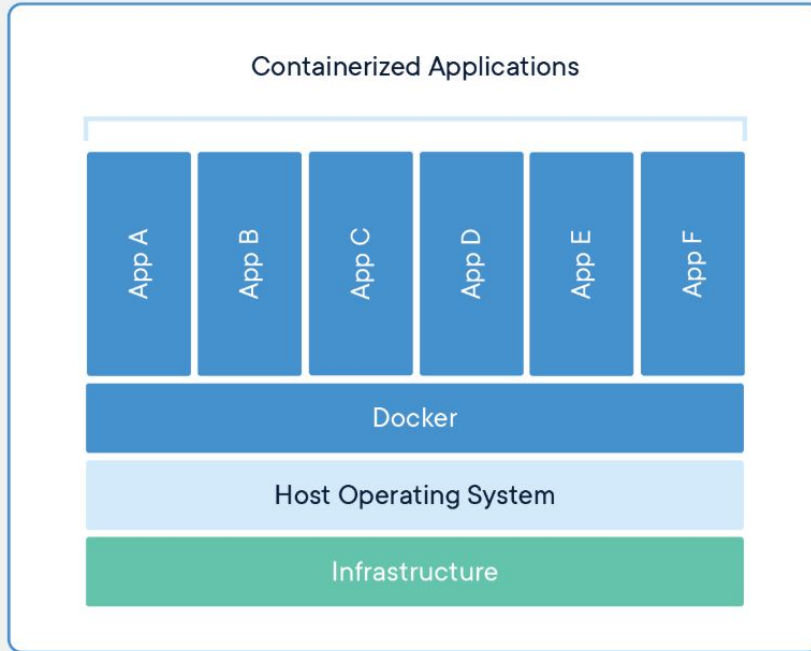 Containerized Applications
App A
App B
App C
App D
App E
App F
Docker
Host Operating System
Infrastructure